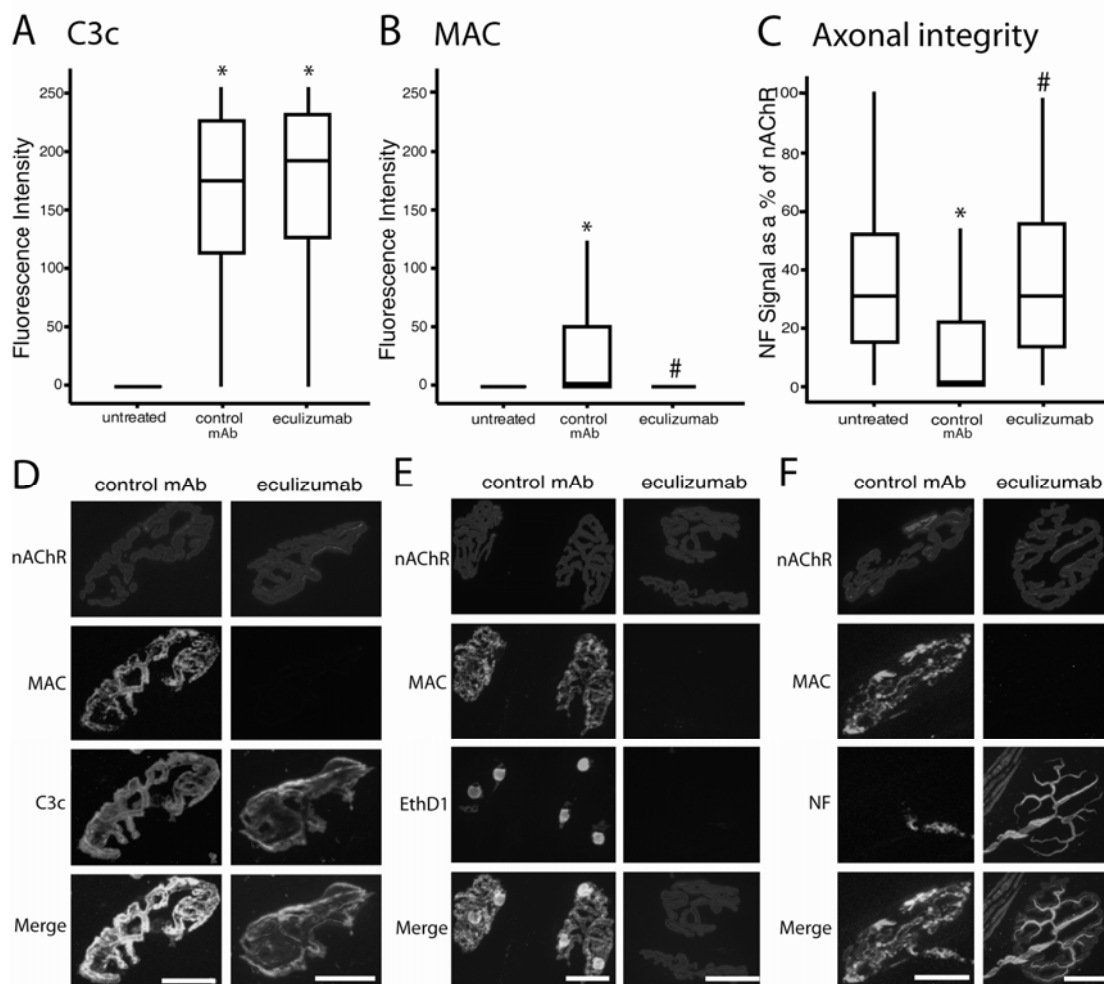 A C3c
Fluorescence Intensity
250
200
150
100
50
0
*
*
untreated
control
mAb
eculizumab
B MAC
Fluorescence Intensity
250
200
150
100
50
0
*
#
untreated
control
mAb
eculizumab
C Axonal integrity
NF Signal as a % of nAChR
100
80
60
40
20
0
*
#
untreated
control
mAb
eculizumab
D
control mAb
eculizumab
nAChR
MAC
C3c
Merge
E
control mAb
eculizumab
nAChR
MAC
EthD1
Merge
F
control mAb
eculizumab
nAChR
MAC
NF
Merge